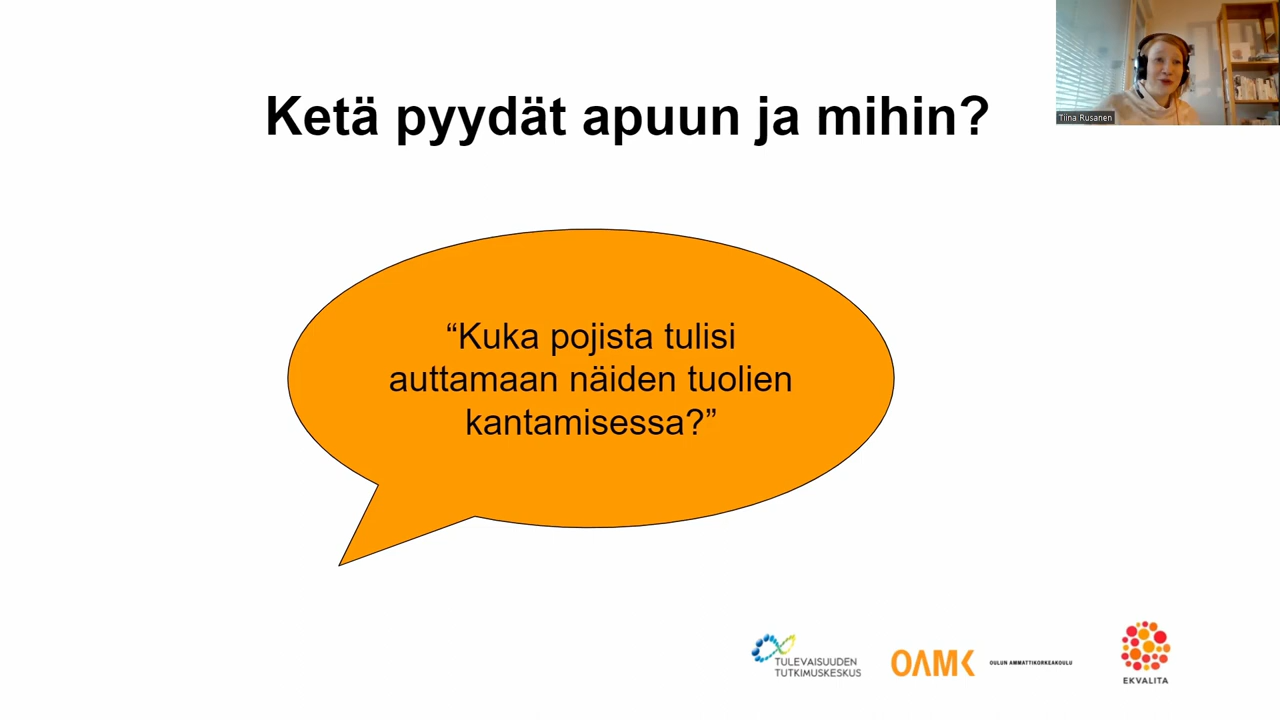 Ketä pyydät apuun ja mihin?
Tiina Rusanen
“Kuka pojista tulisi
auttamaan näiden tuolien
kantamisessa?”
TULEVAISUUDEN
TUTKIMUSKESKUS
OAMK
OULUN AMMATTIKORKEAKOULU
EKVALITA